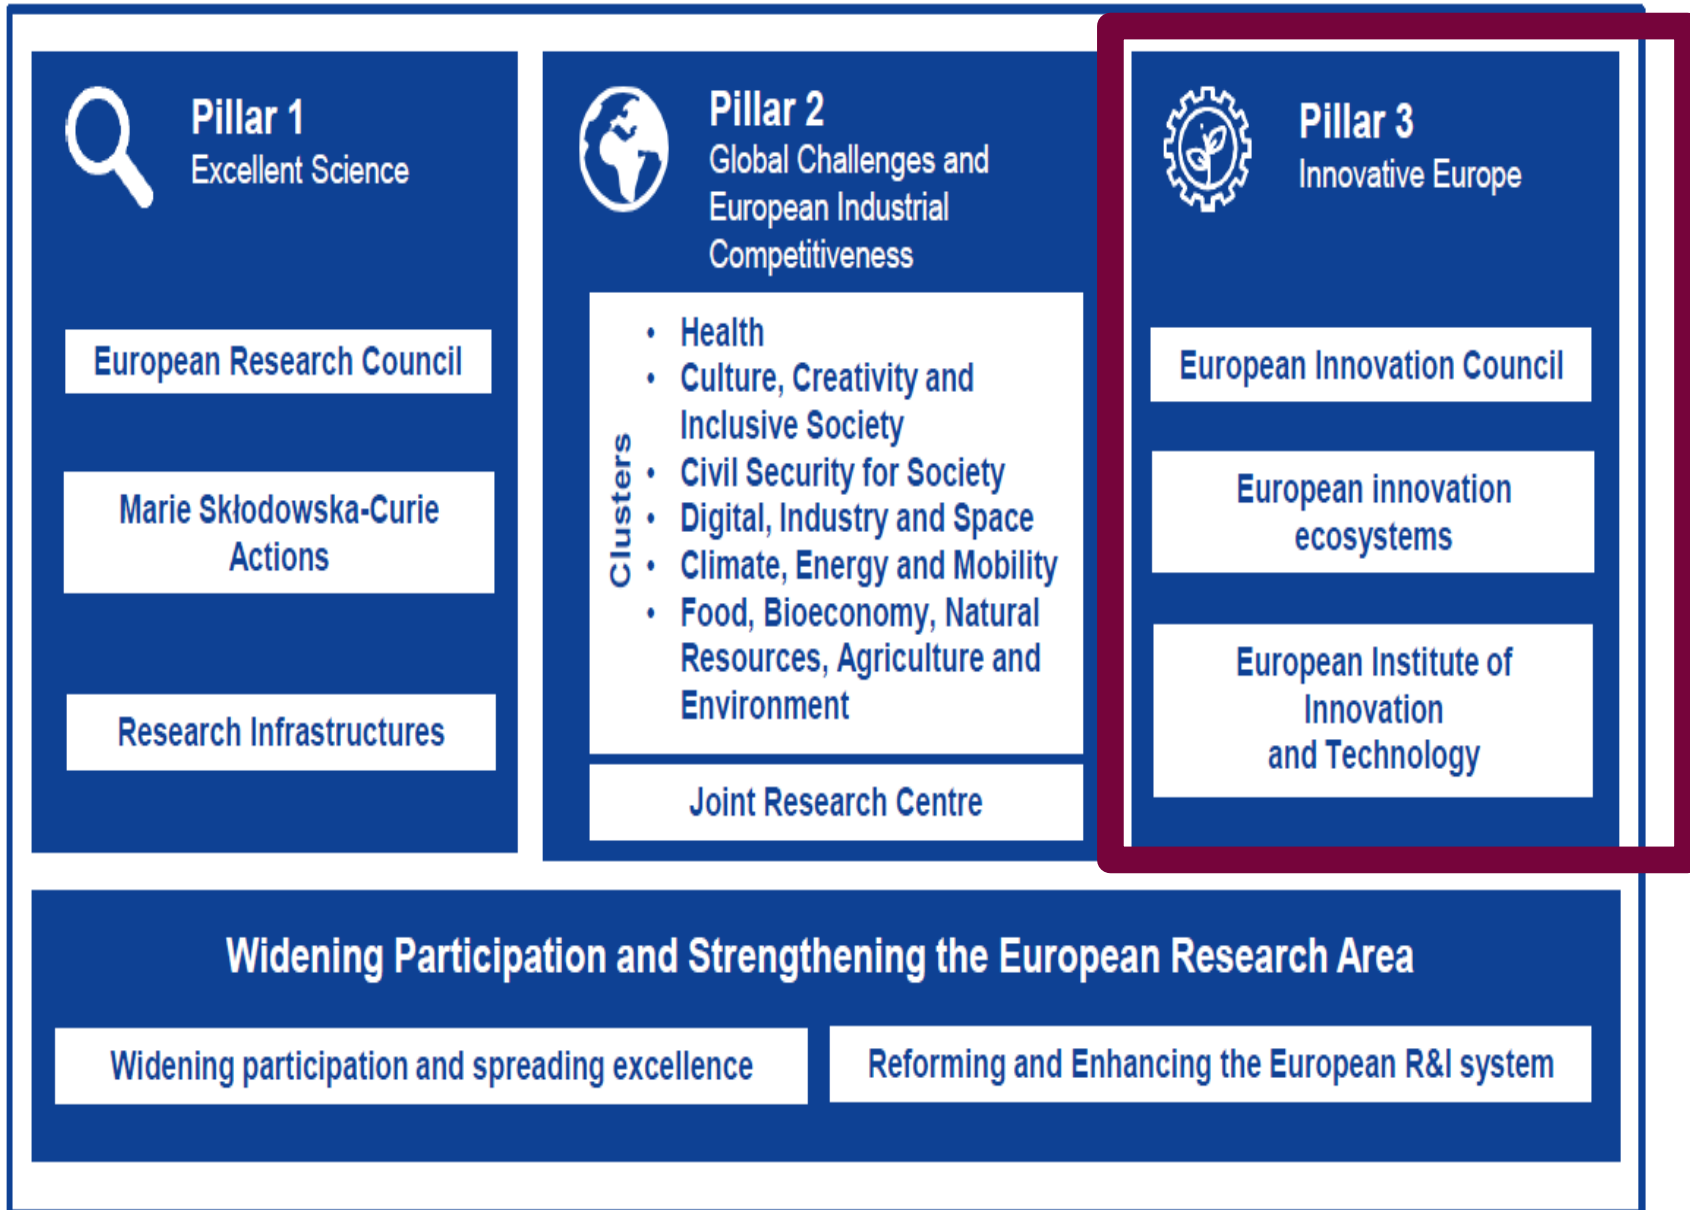 Pillar 1
Excellent Science
European Research Council
Marie Skłodowska-Curie
Actions
Research Infrastructures
Pillar 2
Global Challenges and
European Industrial
Competitiveness
Clusters
• Health
• Culture, Creativity and
Inclusive Society
• Civil Security for Society
• Digital, Industry and Space
• Climate, Energy and Mobility
• Food, Bioeconomy, Natural
Resources, Agriculture and
Environment
Joint Research Centre
Pillar 3
Innovative Europe
European Innovation Council
European innovation
ecosystems
European Institute of
Innovation
and Technology
Widening Participation and Strengthening the European Research Area
Widening participation and spreading excellence
Reforming and Enhancing the European R&I system